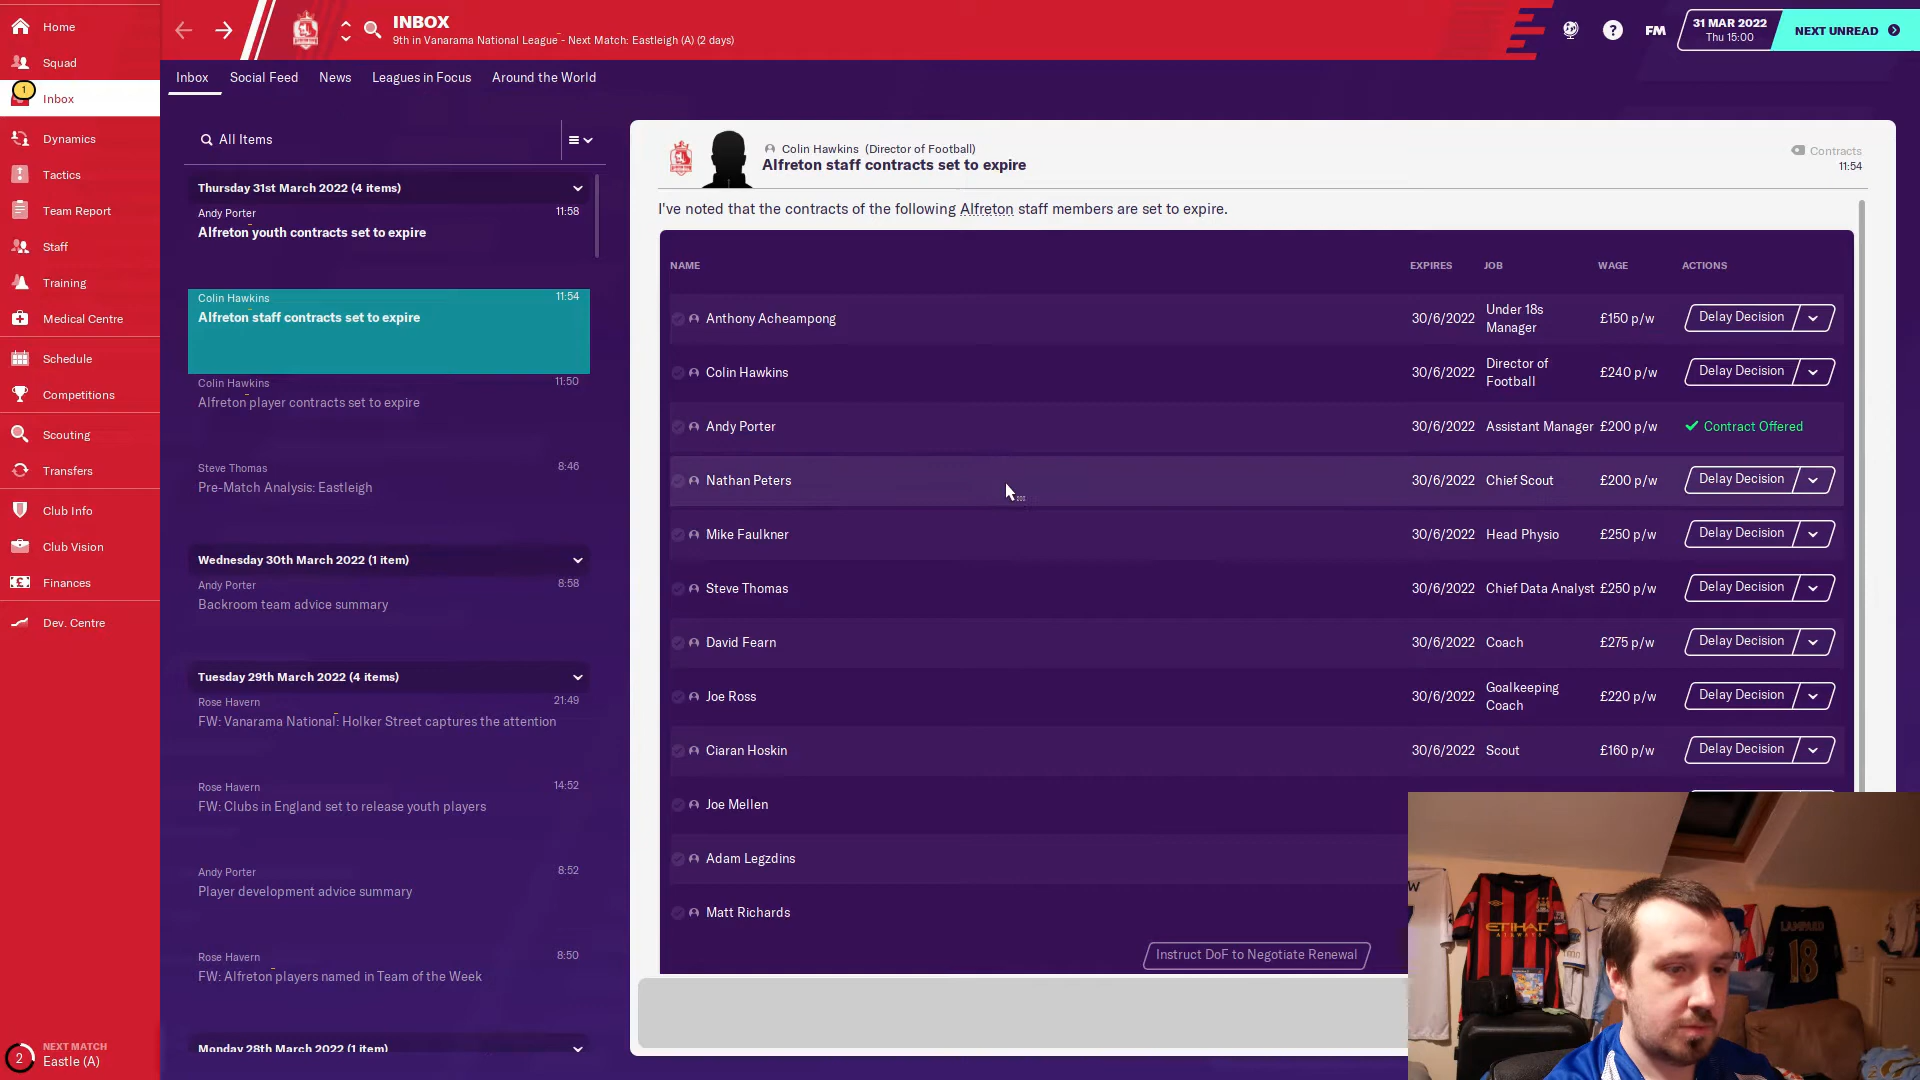 Home
Squad
1
Inbox
Dynamics
Tactics
Team Report
Staff
Training
Medical Centre
Schedule
Competitions
Scouting
Transfers
Club Info
Club Vision
Finances
Dev. Centre
2
NEXT MATCH
Eastle (A)
INBOX
9th in Vanarama National League - Next Match: Eastleigh (A) (2 days)
?
FM
31 MAR 2022
Thu 15:00
NEXT UNREAD
Inbox
Social Feed
News
Leagues in Focus
Around the World
All Items
Thursday 31st March 2022 (4 items)
Andy Porter 11:58
Alfreton youth contracts set to expire
Colin Hawkins 11:54
Alfreton staff contracts set to expire
Colin Hawkins 11:50
Alfreton player contracts set to expire
Steve Thomas 8:46
Pre-Match Analysis: Eastleigh
Wednesday 30th March 2022 (1 item)
Andy Porter 8:58
Backroom team advice summary
Tuesday 29th March 2022 (4 items)
Rose Havern 21:49
FW: Vanarama National: Holker Street captures the attention
Rose Havern 14:52
FW: Clubs in England set to release youth players
Andy Porter 8:52
Player development advice summary
Rose Havern 8:50
FW: Alfreton players named in Team of the Week
Monday 28th March 2022 (1 item)
Colin Hawkins (Director of Football)
Alfreton staff contracts set to expire
Contracts
11:54
I've noted that the contracts of the following Alfreton staff members are set to expire.
NAME EXPIRES JOB WAGE ACTIONS
Anthony Acheampong 30/6/2022 Under 18s Manager £150 p/w Delay Decision
Colin Hawkins 30/6/2022 Director of Football £240 p/w Delay Decision
Andy Porter 30/6/2022 Assistant Manager £200 p/w Contract Offered
Nathan Peters 30/6/2022 Chief Scout £200 p/w Delay Decision
Mike Faulkner 30/6/2022 Head Physio £250 p/w Delay Decision
Steve Thomas 30/6/2022 Chief Data Analyst £250 p/w Delay Decision
David Fearn 30/6/2022 Coach £275 p/w Delay Decision
Joe Ross 30/6/2022 Goalkeeping Coach £220 p/w Delay Decision
Ciaran Hoskin 30/6/2022 Scout £160 p/w Delay Decision
Joe Mellen
Adam Legzdins
Matt Richards
Instruct DoF to Negotiate Renewal
ETIHAD
AIRWAYS
LAMPARD
18